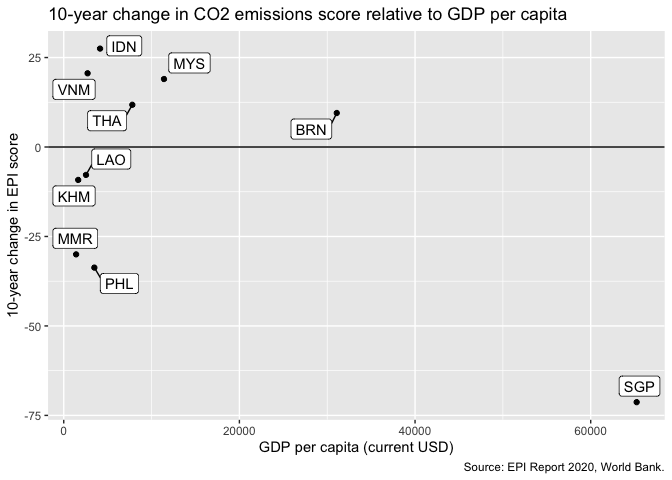 10-year change in CO2 emissions score relative to GDP per capita
10-year change in EPI score
25
0
-25
-50
-75
IDN
MYS
VNM
THA
BRN
LAO
KHM
MMR
PHL
SGP
0
20000
40000
60000
GDP per capita (current USD)
Source: EPI Report 2020, World Bank.